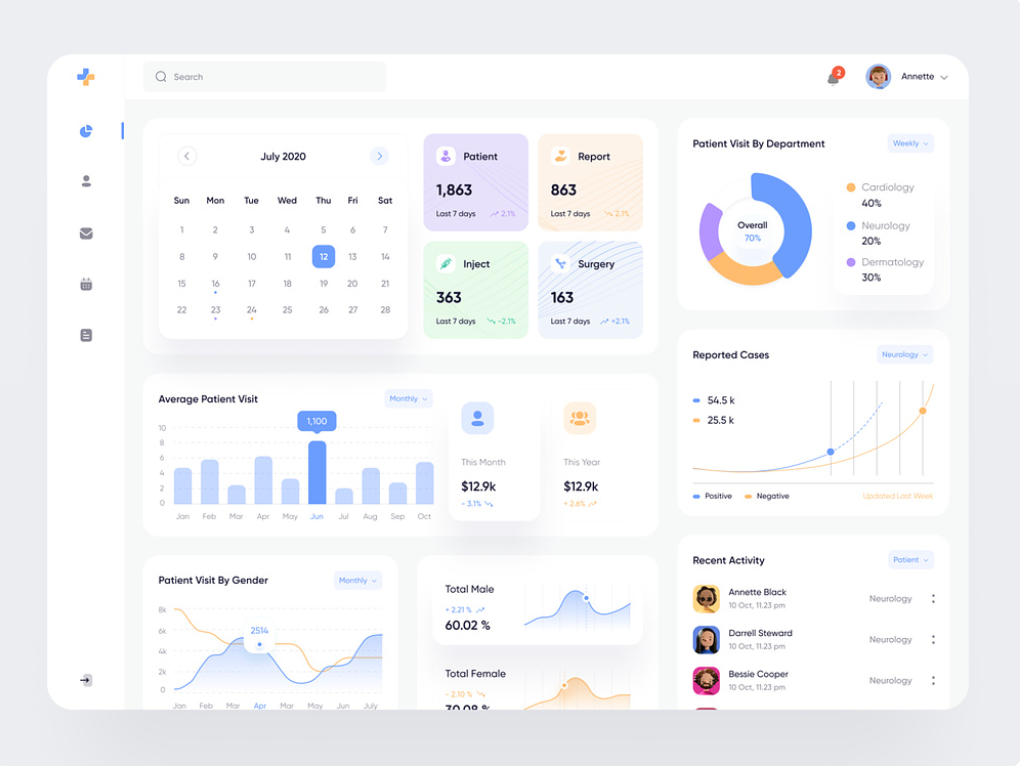 Search
2
Annette
July 2020
Sun Mon Tue Wed Thu Fri Sat
1 2 3 4 5 6 7
8 9 10 11 12 13 14
15 16 17 18 19 20 21
22 23 24 25 26 27 28
Patient
1,863
Last 7 days 2.1%
Report
863
Last 7 days 2.1%
Inject
363
Last 7 days -2.1%
Surgery
163
Last 7 days +2.1%
Patient Visit By Department
Weekly
Overall
70%
Cardiology
40%
Neurology
20%
Dermatology
30%
Average Patient Visit
Monthly
1,100
10
8
6
4
2
0
Jan Feb Mar Apr May Jun Jul Aug Sep Oct
This Month
$12.9k
- 3.1%
This Year
$12.9k
+ 2.6%
Reported Cases
Neurology
54.5 k
25.5 k
Positive Negative
Updated Last Week
Patient Visit By Gender
Monthly
8k
6k
4k
2k
0
2514
Jan Feb Mar Apr Mar May Jun July
Total Male
+ 2.21 %
60.02 %
Total Female
- 2.10 %
Recent Activity
Patient
Annette Black
10 Oct, 11.23 pm
Neurology
Darrell Steward
10 Oct, 11.23 pm
Neurology
Bessie Cooper
10 Oct, 11.23 pm
Neurology